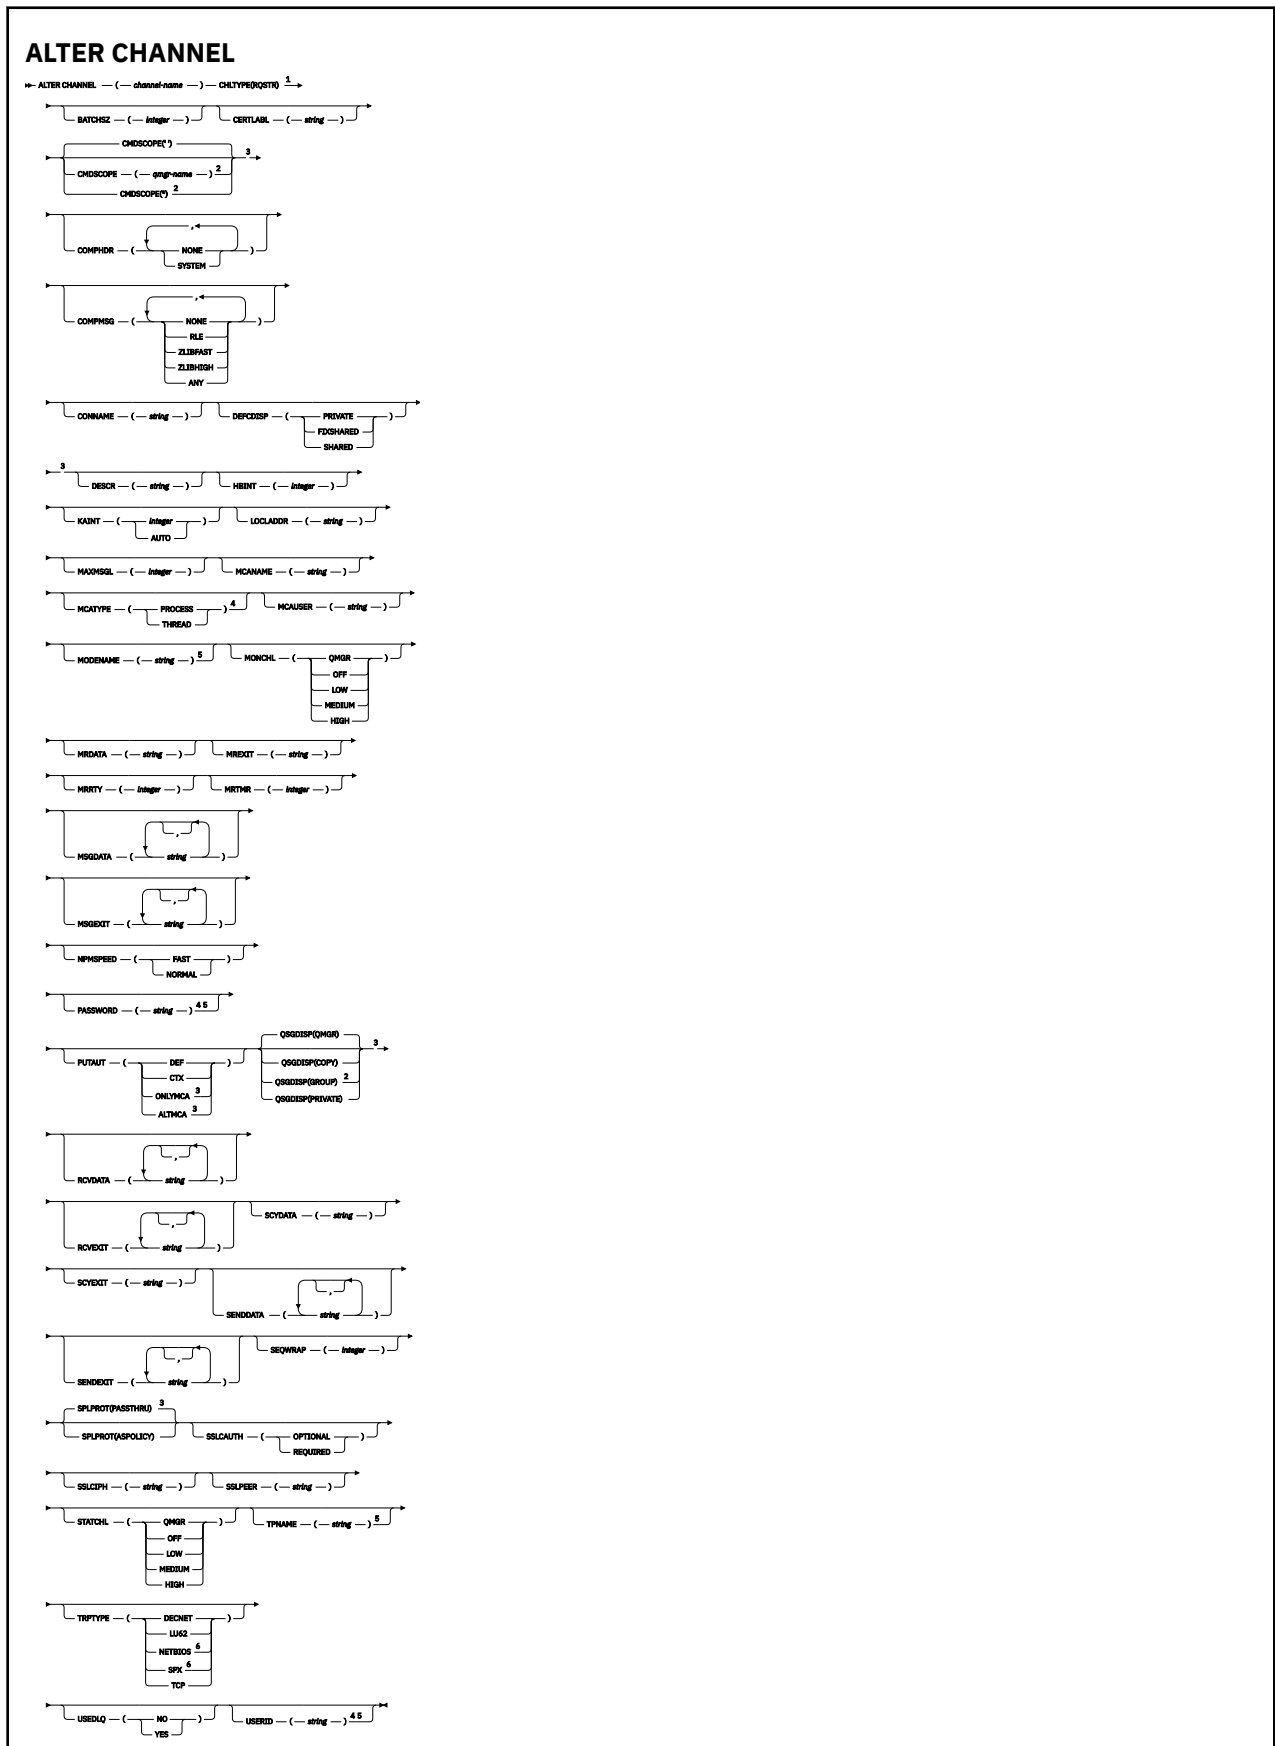 ALTER CHANNEL
ALTER CHANNEL ( channel-name ) CHLTYPE(RQSTR) 1
BATCHSZ ( integer ) CERTLABL ( string )
CMDSCOPE(' ')
3
CMDSCOPE ( qmgr-name ) 2
CMDSCOPE(*) 2
,
COMPHDR ( NONE )
SYSTEM
,
COMPMSG ( NONE )
RLE
ZLIBFAST
ZLIBHIGH
ANY
CONNAME ( string ) DEFCDISP ( PRIVATE )
FIXSHARED
SHARED
3
DESCR ( string ) HBINT ( integer )
KAINT ( integer ) LOCLADDR ( string )
AUTO
MAXMSGL ( integer ) MCANAME ( string )
MCATYPE ( PROCESS ) 4 MCAUSER ( string )
THREAD
MODENAME ( string ) 5 MONCHL ( QMGR )
OFF
LOW
MEDIUM
HIGH
MRDATA ( string ) MREXIT ( string )
MRRTY ( integer ) MRTMR ( integer )
,
MSGDATA ( string )
,
MSGEXIT ( string )
NPMSPEED ( FAST )
NORMAL
PASSWORD ( string ) 4 5
QSGDISP(QMGR)
3
PUTAUT ( DEF ) QSGDISP(COPY)
CTX QSGDISP(GROUP) 2
ONLYMCA 3 QSGDISP(PRIVATE)
ALTMCA 3
,
RCVDATA ( string )
,
SCYDATA ( string )
RCVEXIT ( string )
SCYEXIT ( string )
,
SENDDATA ( string )
,
SEQWRAP ( integer )
SENDEXIT ( string )
SPLPROT(PASSTHRU) 3
SPLPROT(ASPOLICY) SSLCAUTH ( OPTIONAL )
REQUIRED
SSLCIPH ( string ) SSLPEER ( string )
STATCHL ( QMGR ) TPNAME ( string ) 5
OFF
LOW
MEDIUM
HIGH
TRPTYPE ( DECNET )
LU62
NETBIOS 6
SPX 6
TCP
USEDLQ ( NO ) USERID ( string ) 4 5
YES